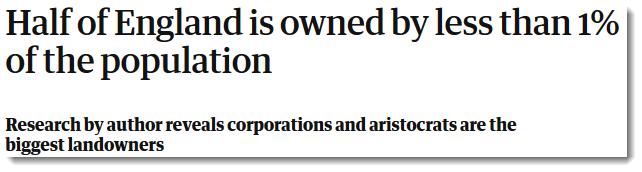 Half of England is owned by less than 1%
of the population
Research by author reveals corporations and aristocrats are the
biggest landowners